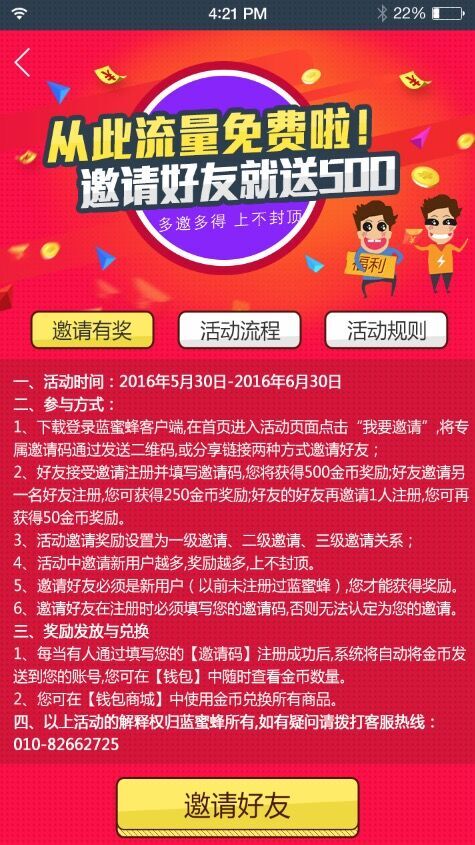 4:21 PM
22%
从此流量免费啦!
邀请好友就送500
多邀多得 上不封顶
福利
邀请有奖
活动流程
活动规则
一、活动时间：2016年5月30日-2016年6月30日
二、参与方式：
1、下载登录蓝蜜蜂客户端,在首页进入活动页面点击“我要邀请”,将专
属邀请码通过发送二维码,或分享链接两种方式邀请好友；
2、好友接受邀请注册并填写邀请码,您将获得500金币奖励;好友邀请另
一名好友注册,您可获得250金币奖励;好友的好友再邀请1人注册,您可再
获得50金币奖励。
3、活动邀请奖励设置为一级邀请、二级邀请、三级邀请关系；
4、活动中邀请新用户越多,奖励越多,上不封顶。
5、邀请好友必须是新用户（以前未注册过蓝蜜蜂）,您才能获得奖励。
6、邀请好友在注册时必须填写您的邀请码,否则无法认定为您的邀请。
三、奖励发放与兑换
1、每当有人通过填写您的【邀请码】注册成功后,系统将自动将金币发
送到您的账号,您可在【钱包】中随时查看金币数量。
2、您可在【钱包商城】中使用金币兑换所有商品。
四、以上活动的解释权归蓝蜜蜂所有,如有疑问请拨打客服热线：
010-82662725
邀请好友